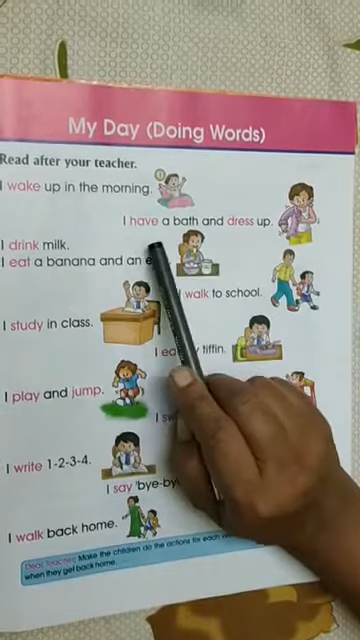 My Day (Doing Words)
Read after your teacher.
I wake up in the morning.
I have a bath and dress up.
I drink milk.
I eat a banana and an
walk to school.
I study in class.
I tiffin.
I play and jump.
I
I write 1-2-3-4.
I say 'bye-by
I walk back home.
Dear Teacher: Make the children do the actions for each
when they get back home.